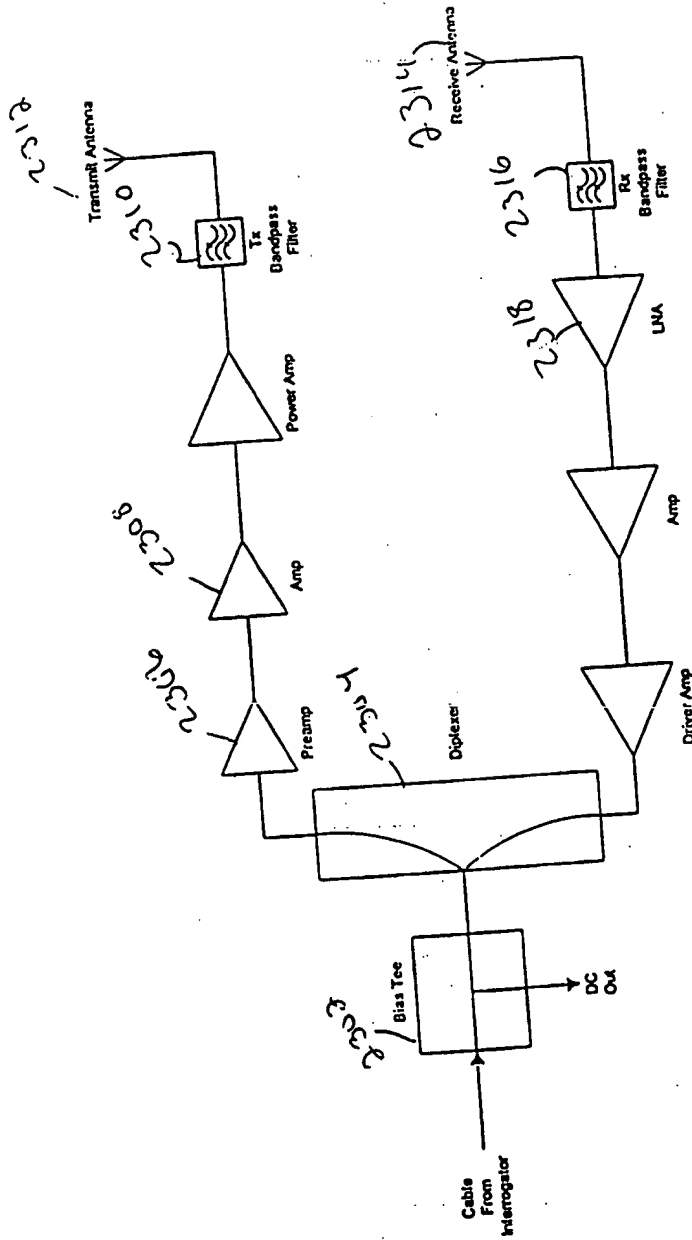 2312
Transmit Antenna
2310
Tx
Bandpass
Filter
Power Amp
2308
Amp
2306
Preamp
2304
Diplexer
Bias Tee
DC
Out
Cable
From
Interrogator
2314
Receive Antenna
2316
Rx
Bandpass
Filter
2318
LNA
Amp
Driver Amp